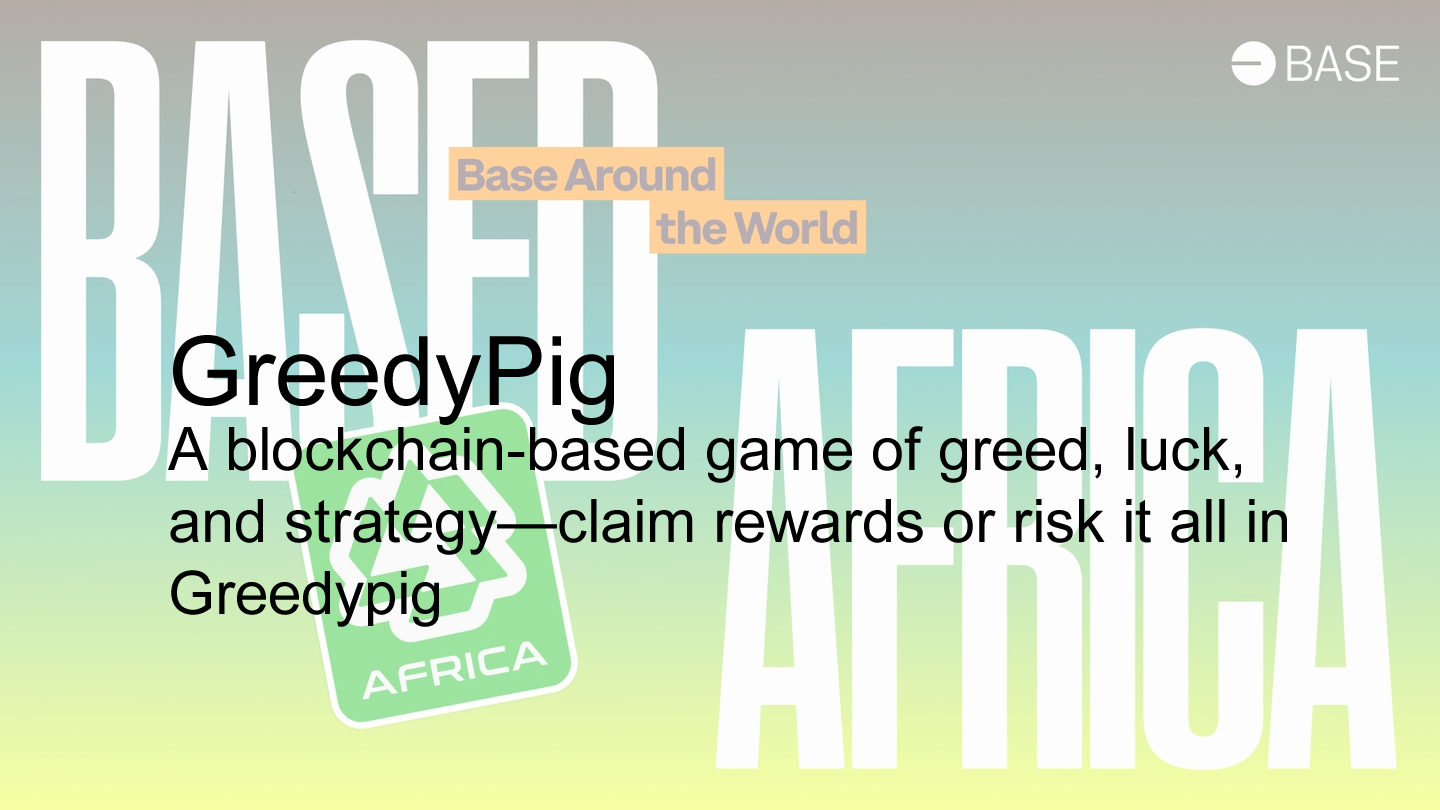 BASED
BASE
Base Around
the World
AFRICA
GreedyPig
A blockchain-based game of greed, luck,
and strategy—claim rewards or risk it all in
Greedypig
AFRICA